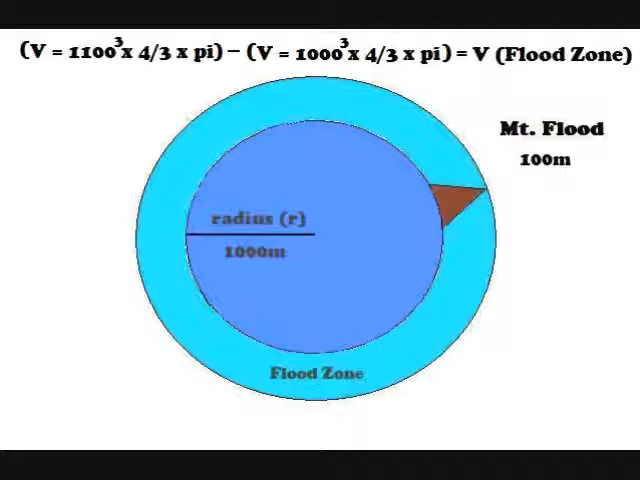 (V = 1100³x 4/3 x pi) – (V = 1000³x 4/3 x pi) = V (Flood Zone)
Mt. Flood
100m
radius (r)
1000m
Flood Zone